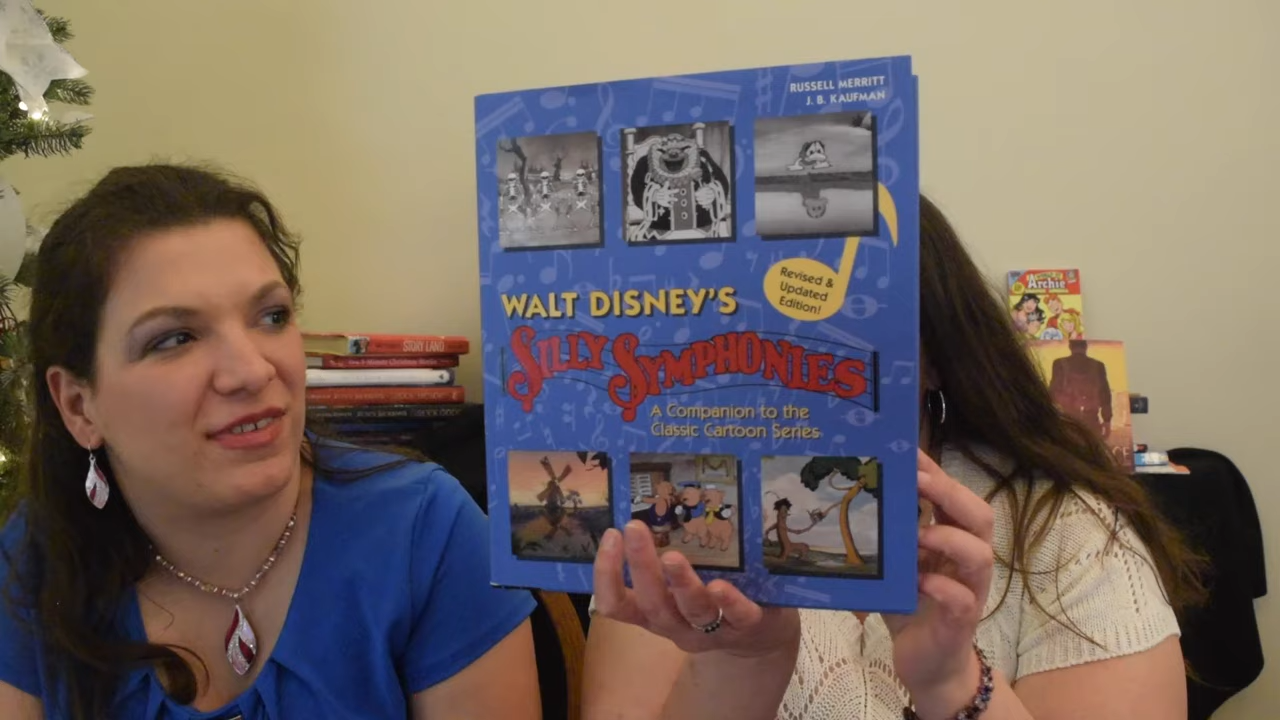 RUSSELL MERRITT
J. B. KAUFMAN
Revised &
Updated
Edition!
WALT DISNEY'S
SILLY SYMPHONIES
A Companion to the
Classic Cartoon Series
STORY LAND
Archie